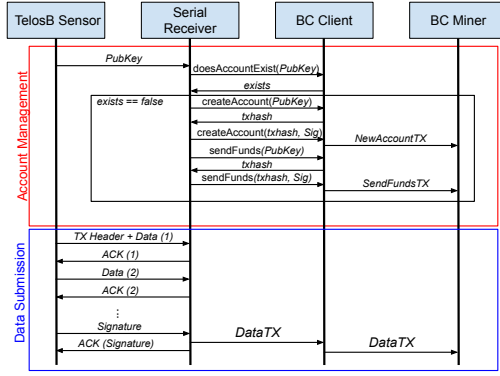 TelosB Sensor
Serial
Receiver
BC Client
BC Miner
Account Management
PubKey
doesAccountExist(PubKey)
exists
exists == false
createAccount(PubKey)
txhash
createAccount(txhash, Sig)
NewAccountTX
sendFunds(PubKey)
txhash
sendFunds(txhash, Sig)
SendFundsTX
Data Submission
TX Header + Data (1)
ACK (1)
Data (2)
ACK (2)
⋮
Signature
DataTX
ACK (Signature)
DataTX